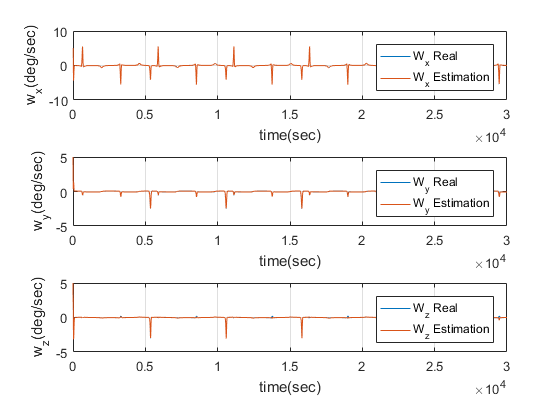 10
0
-10
w_x(deg/sec)
W_x Real
W_x Estimation
0 0.5 1 1.5 2 2.5 3
time(sec)
×10^4
5
0
-5
w_y(deg/sec)
W_y Real
W_y Estimation
0 0.5 1 1.5 2 2.5 3
time(sec)
×10^4
5
0
-5
w_z(deg/sec)
W_z Real
W_z Estimation
0 0.5 1 1.5 2 2.5 3
time(sec)
×10^4